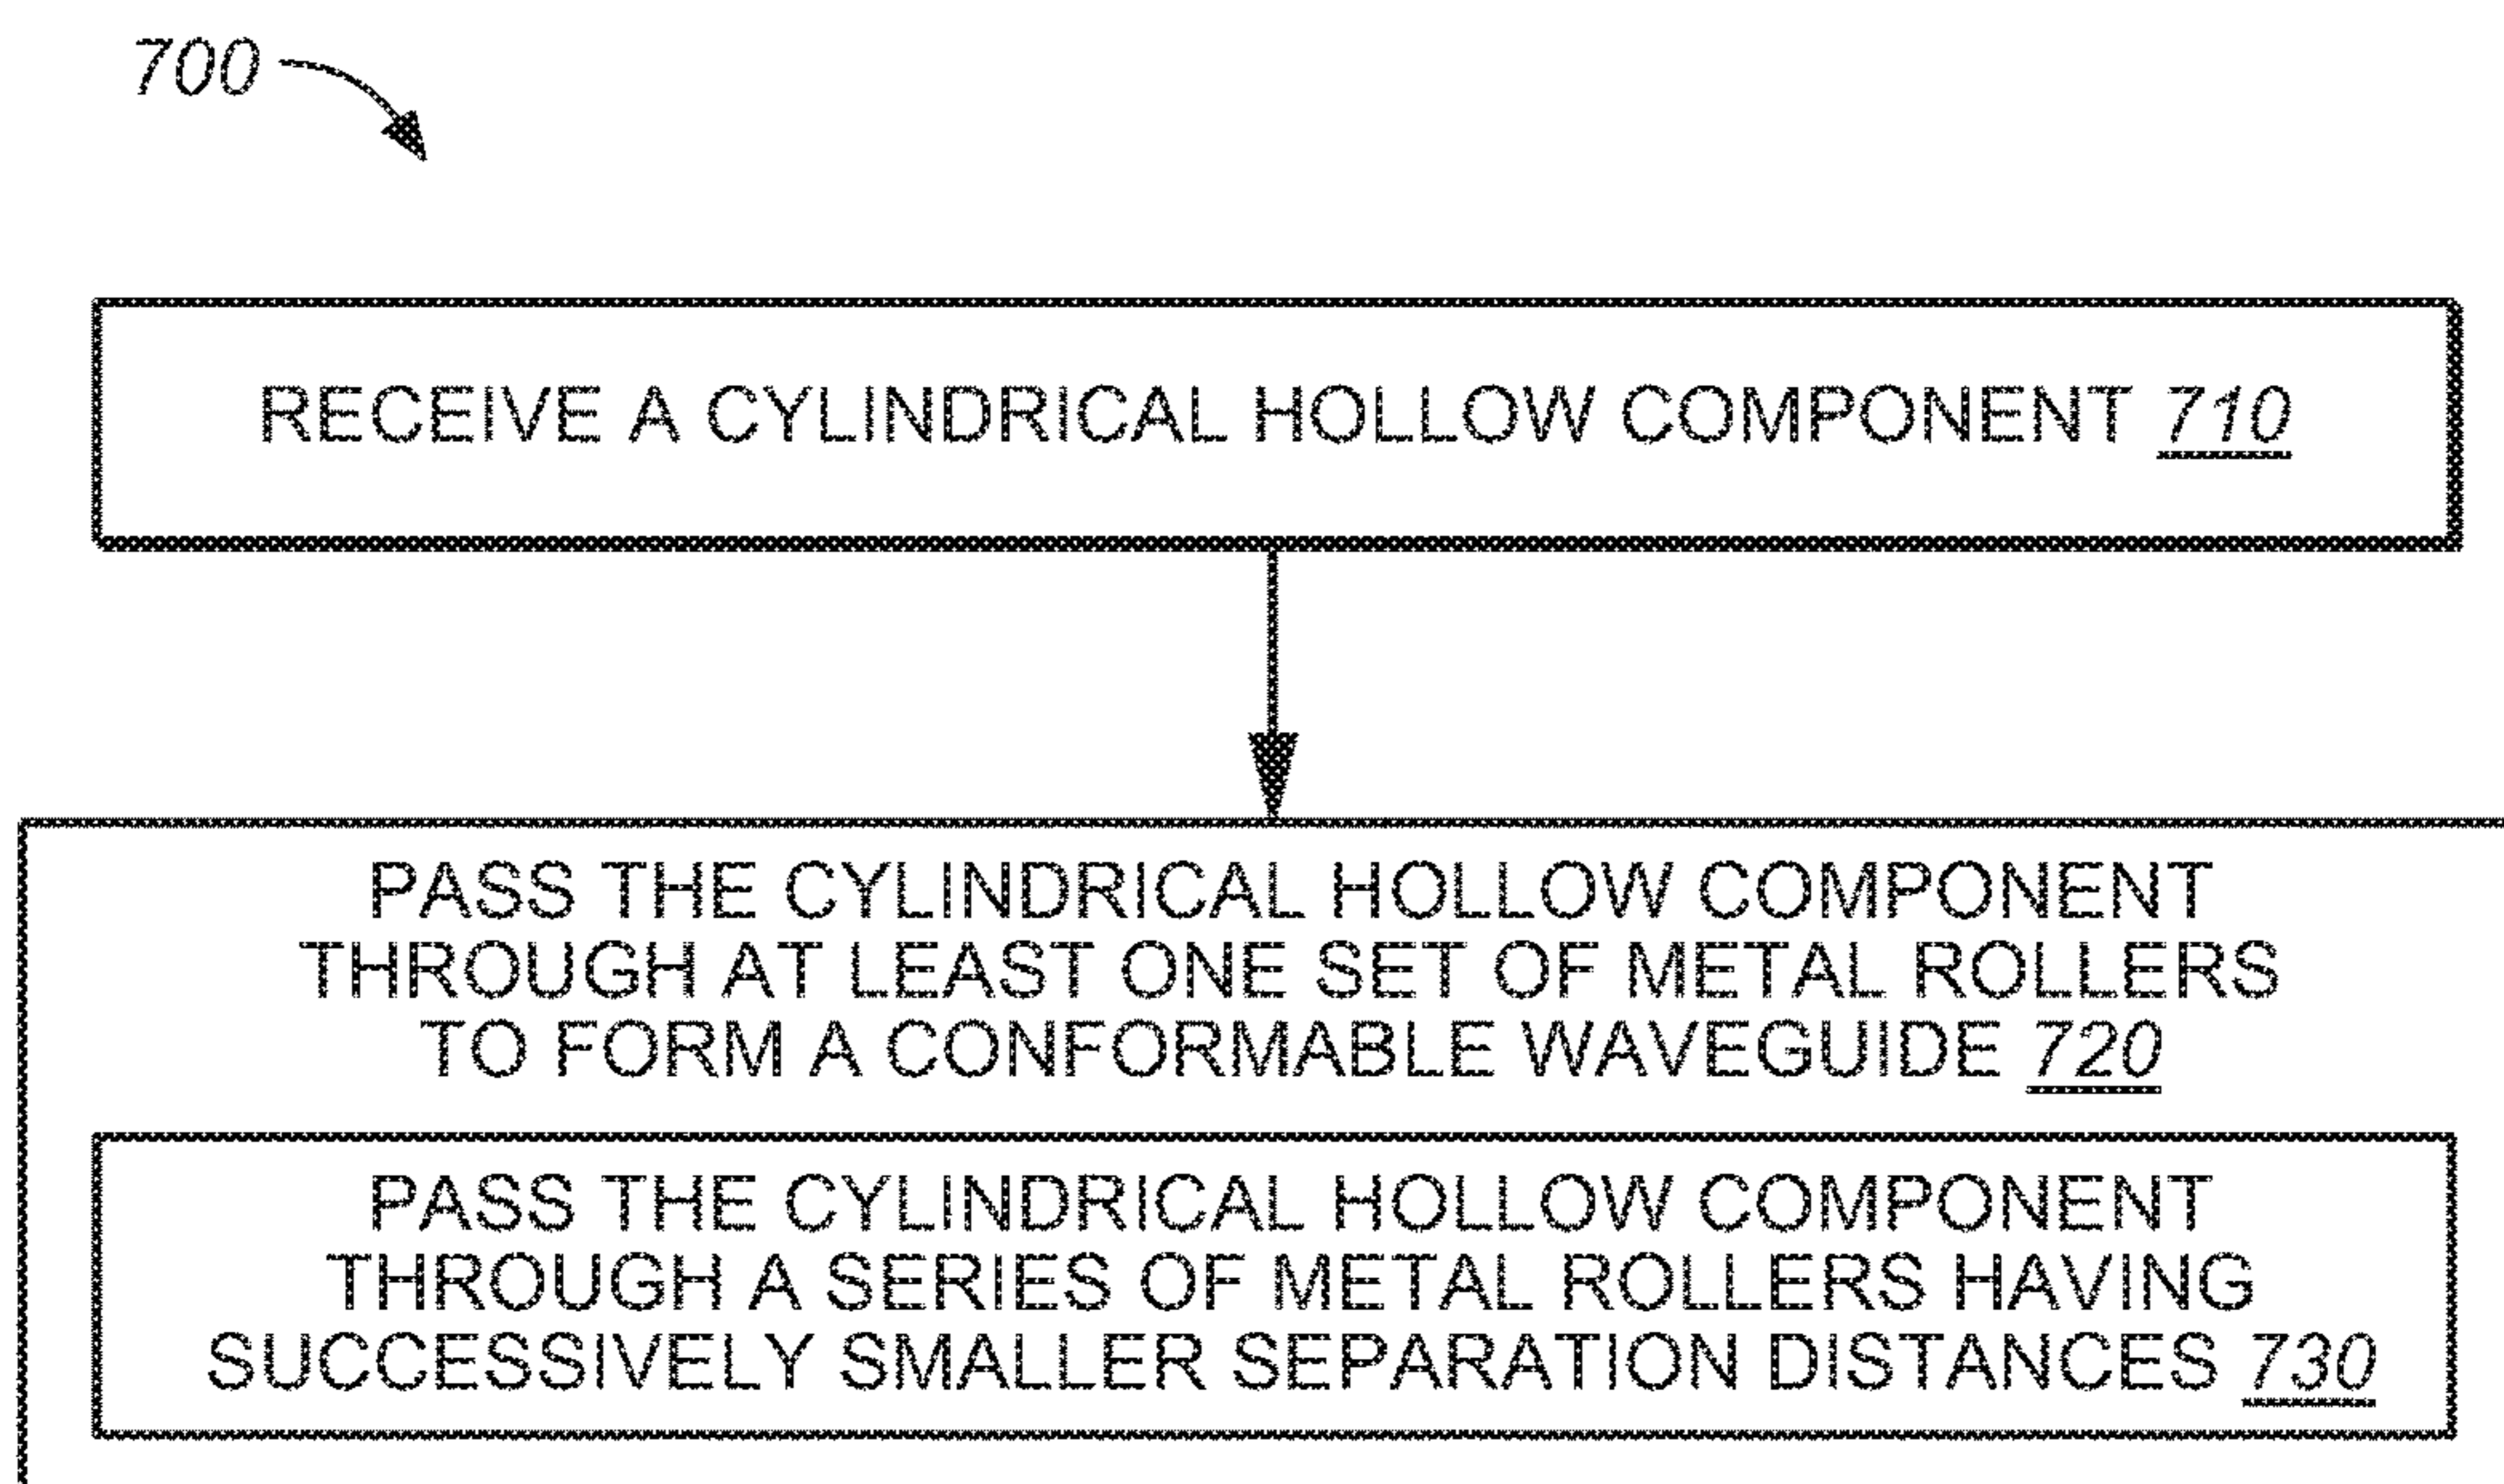 700
RECEIVE A CYLINDRICAL HOLLOW COMPONENT 710
PASS THE CYLINDRICAL HOLLOW COMPONENT
THROUGH AT LEAST ONE SET OF METAL ROLLERS
TO FORM A CONFORMABLE WAVEGUIDE 720
PASS THE CYLINDRICAL HOLLOW COMPONENT
THROUGH A SERIES OF METAL ROLLERS HAVING
SUCCESSIVELY SMALLER SEPARATION DISTANCES 730